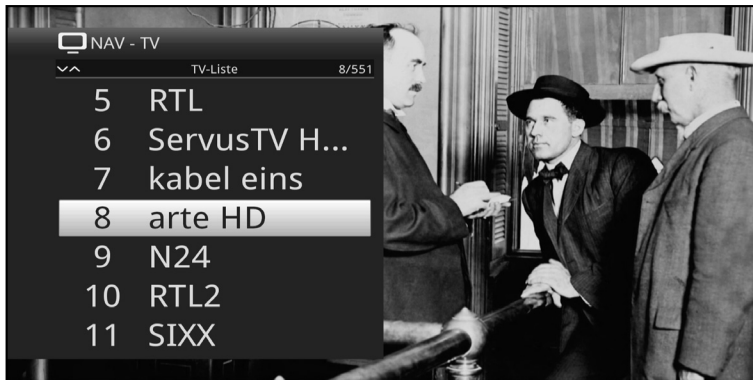 NAV - TV
TV-Liste 8/551
5 RTL
6 ServusTV H...
7 kabel eins
8 arte HD
9 N24
10 RTL2
11 SIXX